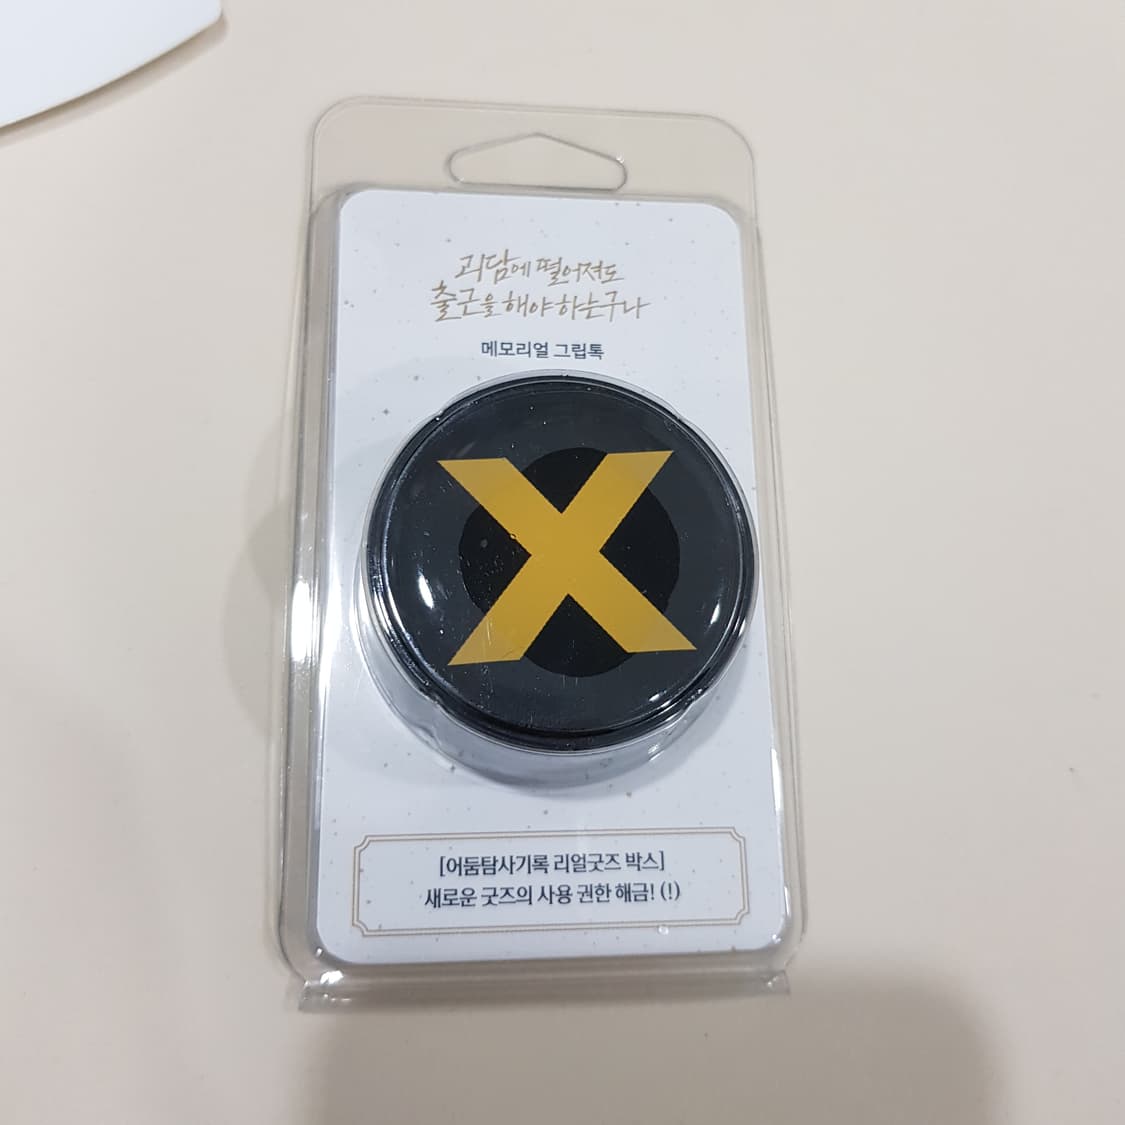 괴담에 떨어져도
출근을 해야 하는구나
메모리얼 그립톡
X
[어둠탐사기록 리얼굿즈 박스]
새로운 굿즈의 사용 권한 해금! (!)